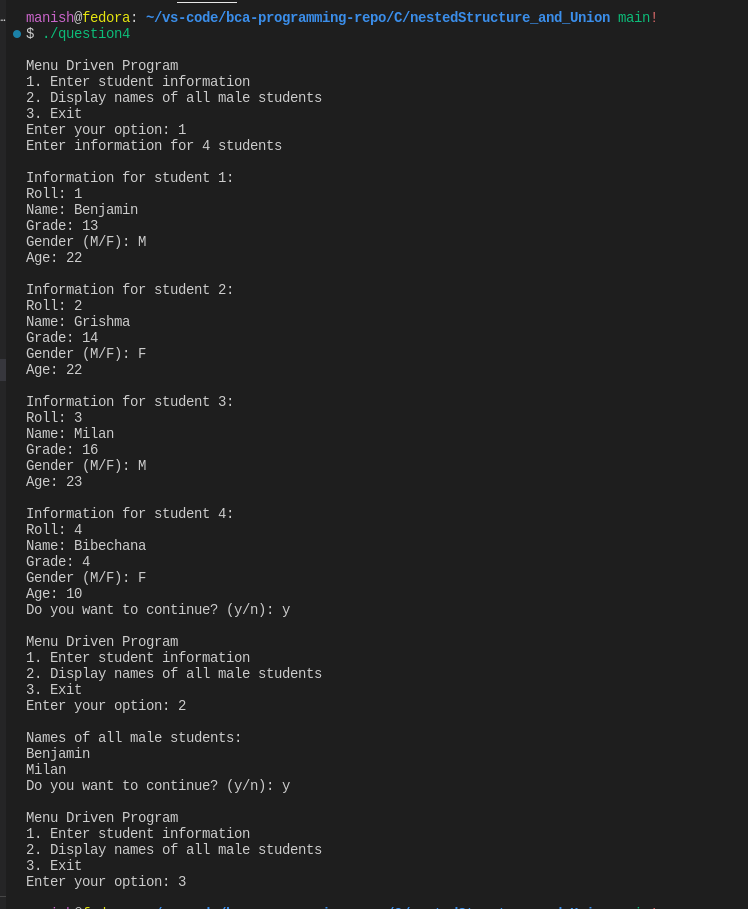 manish@fedora: ~/vs-code/bca-programming-repo/C/nestedStructure_and_Union main!
$ ./question4
Menu Driven Program
1. Enter student information
2. Display names of all male students
3. Exit
Enter your option: 1
Enter information for 4 students
Information for student 1:
Roll: 1
Name: Benjamin
Grade: 13
Gender (M/F): M
Age: 22
Information for student 2:
Roll: 2
Name: Grishma
Grade: 14
Gender (M/F): F
Age: 22
Information for student 3:
Roll: 3
Name: Milan
Grade: 16
Gender (M/F): M
Age: 23
Information for student 4:
Roll: 4
Name: Bibechana
Grade: 4
Gender (M/F): F
Age: 10
Do you want to continue? (y/n): y
Menu Driven Program
1. Enter student information
2. Display names of all male students
3. Exit
Enter your option: 2
Names of all male students:
Benjamin
Milan
Do you want to continue? (y/n): y
Menu Driven Program
1. Enter student information
2. Display names of all male students
3. Exit
Enter your option: 3